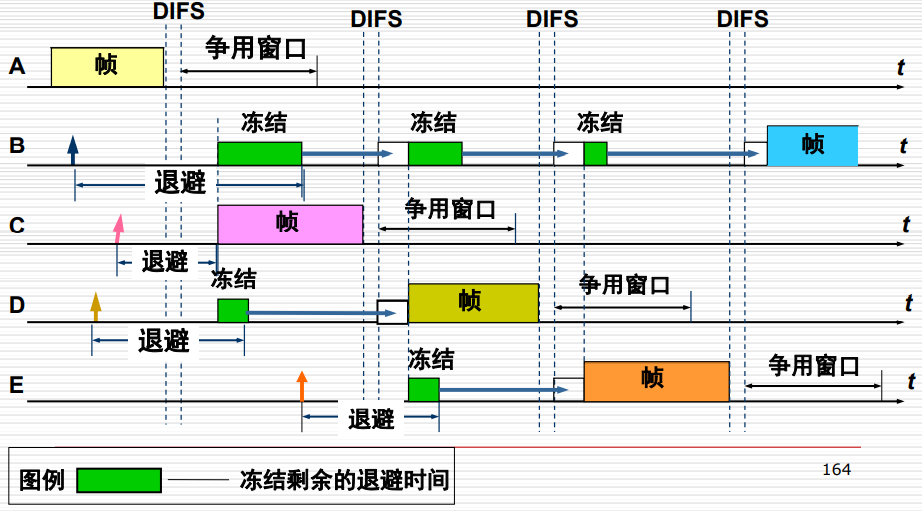 DIFS DIFS DIFS DIFS
争用窗口
A 帧 t
冻结 冻结 冻结
B 帧 t
退避
争用窗口
C 帧 t
退避
冻结
争用窗口
D 帧 t
退避
冻结
争用窗口
E 帧 t
退避
图例 冻结剩余的退避时间
164